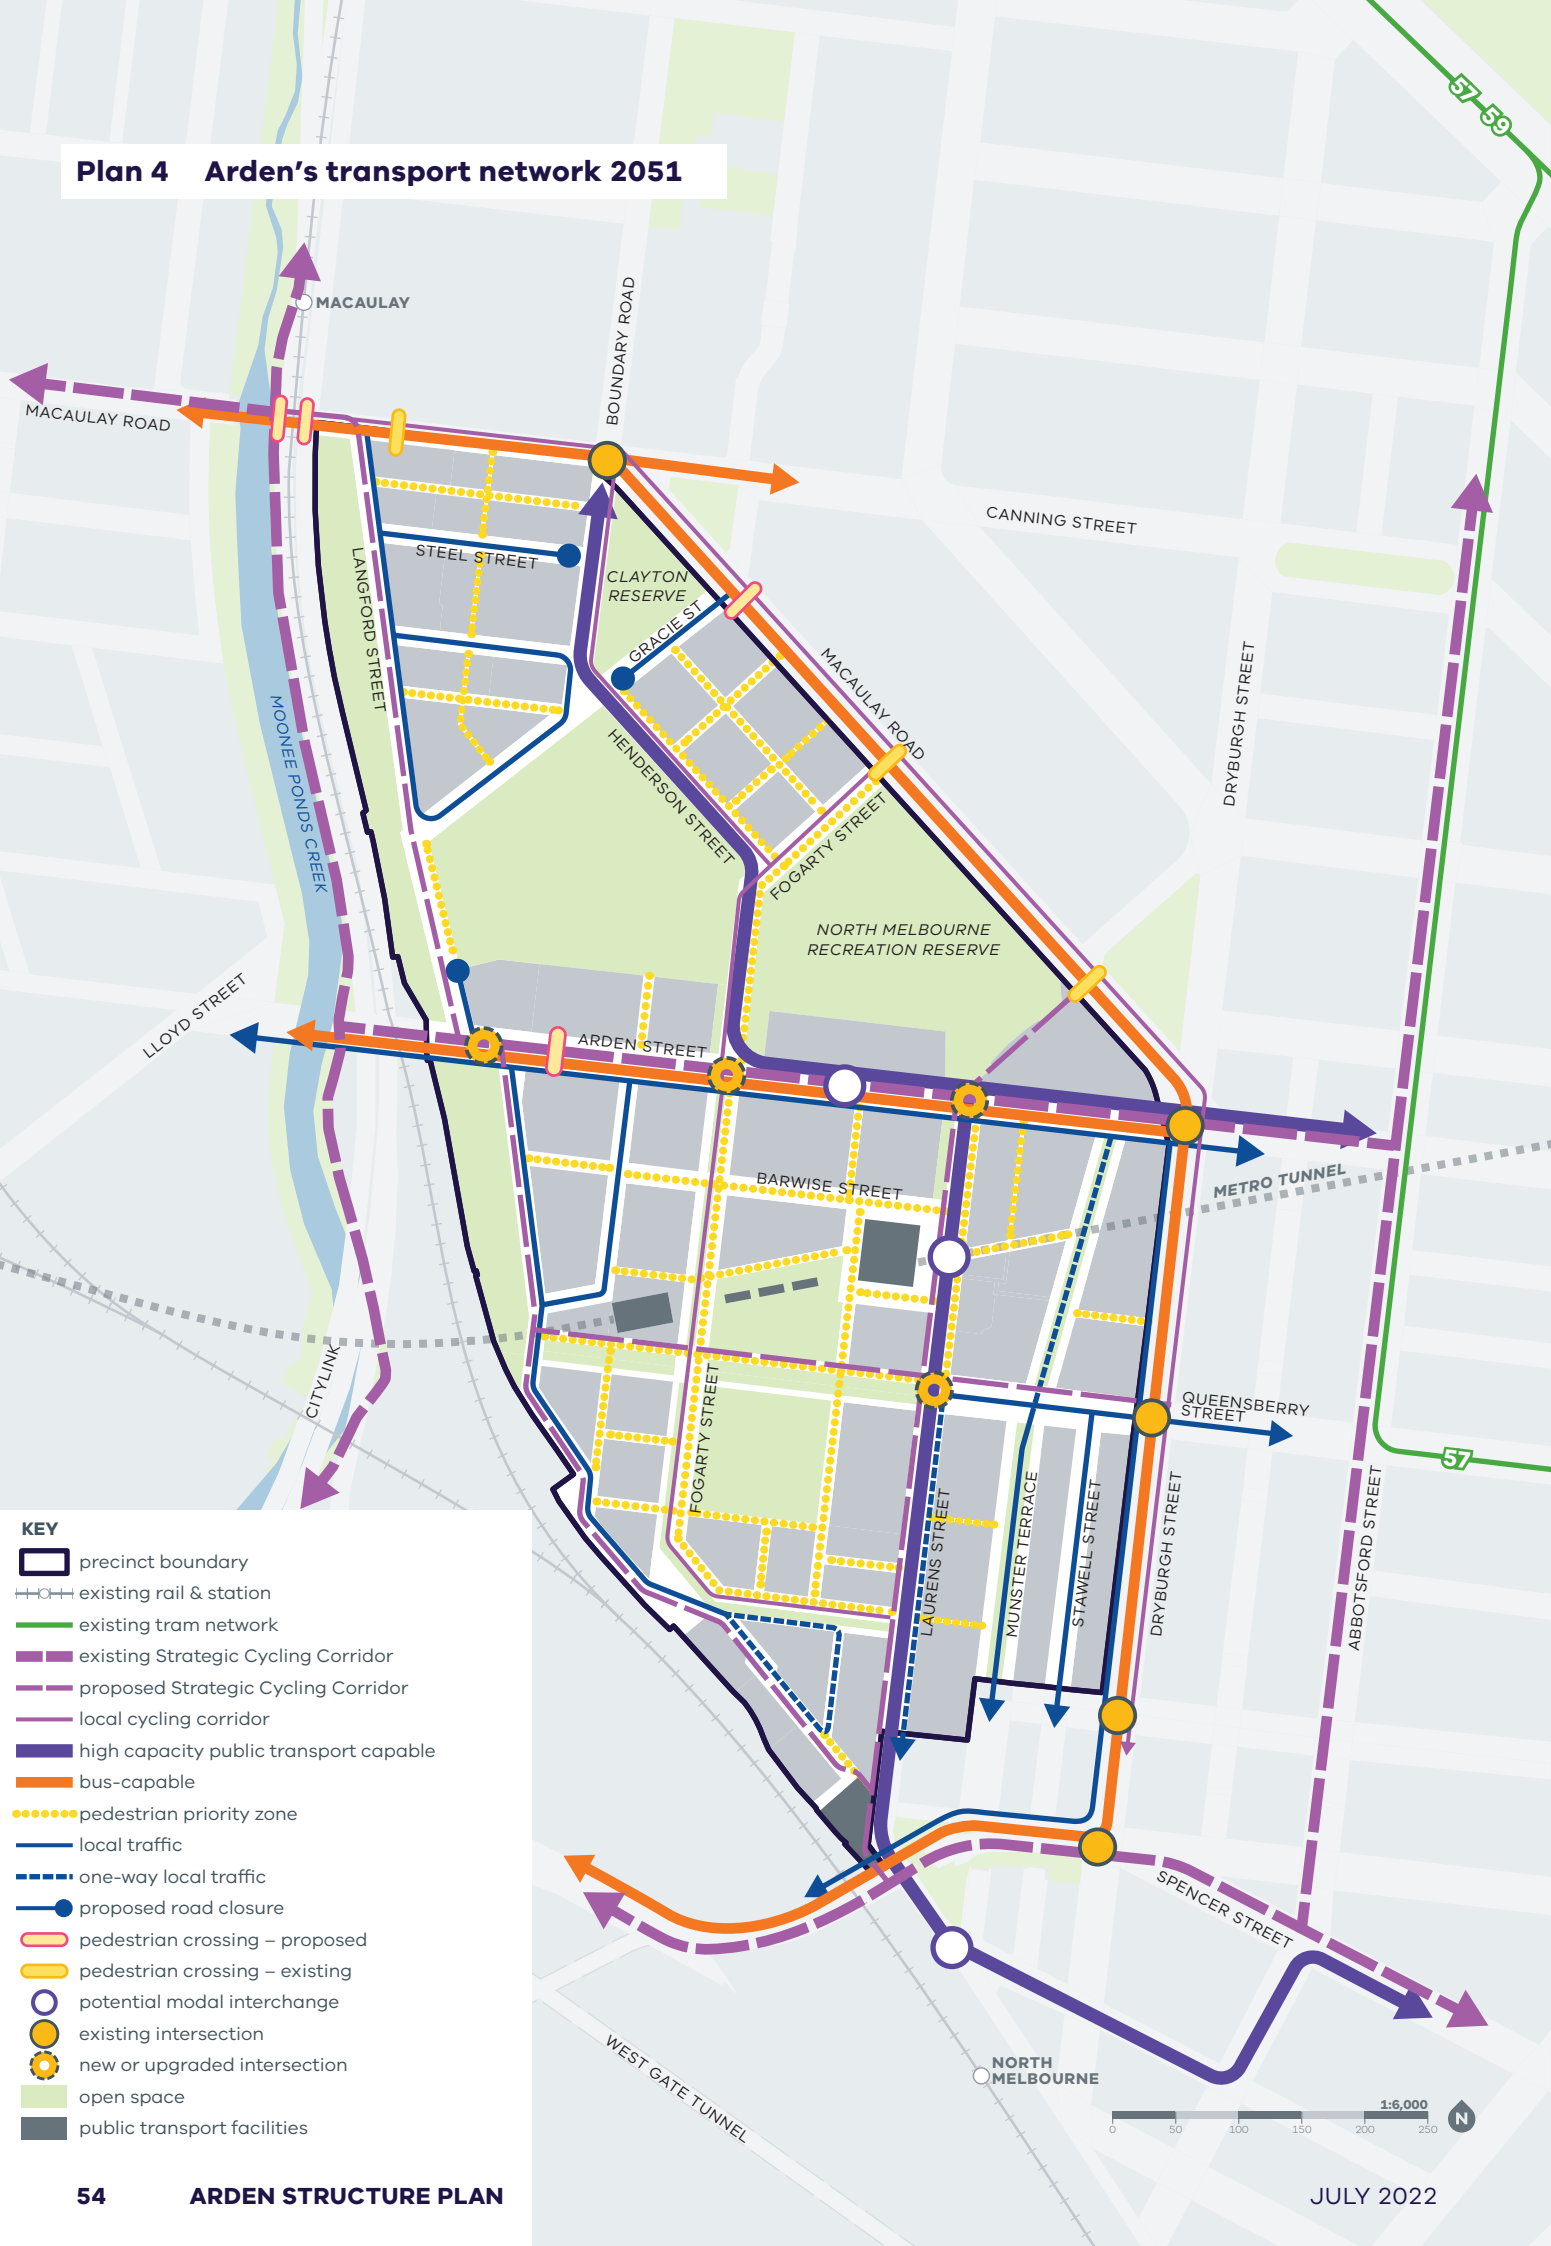 57
59
Plan 4 Arden’s transport network 2051
MACAULAY
BOUNDARY ROAD
MACAULAY ROAD
CANNING STREET
STEEL STREET
CLAYTON
RESERVE
LANGFORD STREET
GRACIE ST
MACAULAY ROAD
DRYBURGH STREET
MOONEE PONDS CREEK
HENDERSON STREET
FOGARTY STREET
NORTH MELBOURNE
RECREATION RESERVE
LLOYD STREET
ARDEN STREET
METRO TUNNEL
BARWISE STREET
CITYLINK
FOGARTY STREET
QUEENSBERRY
STREET
57
LAURENS STREET
MUNSTER TERRACE
STAWELL STREET
DRYBURGH STREET
ABBOTSFORD STREET
KEY
precinct boundary
existing rail & station
existing tram network
existing Strategic Cycling Corridor
proposed Strategic Cycling Corridor
local cycling corridor
high capacity public transport capable
bus-capable
pedestrian priority zone
local traffic
one-way local traffic
proposed road closure
pedestrian crossing – proposed
pedestrian crossing – existing
potential modal interchange
existing intersection
new or upgraded intersection
open space
public transport facilities
SPENCER STREET
WEST GATE TUNNEL
NORTH
MELBOURNE
1:6,000
N
0 50 100 150 200 250
54 ARDEN STRUCTURE PLAN
JULY 2022